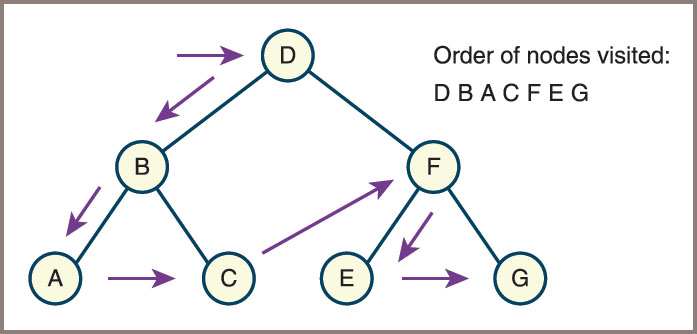 D
Order of nodes visited:
D B A C F E G
B
F
A
C
E
G